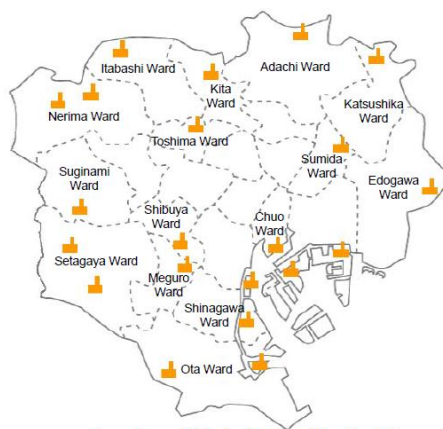 Itabashi Ward
Adachi Ward
Kita
Ward
Katsushika
Ward
Nerima Ward
Toshima Ward
Sumida
Ward
Suginami
Ward
Edogawa
Ward
Shibuya
Ward
Chuo
Ward
Setagaya Ward
Meguro
Ward
Shinagawa
Ward
Ota Ward